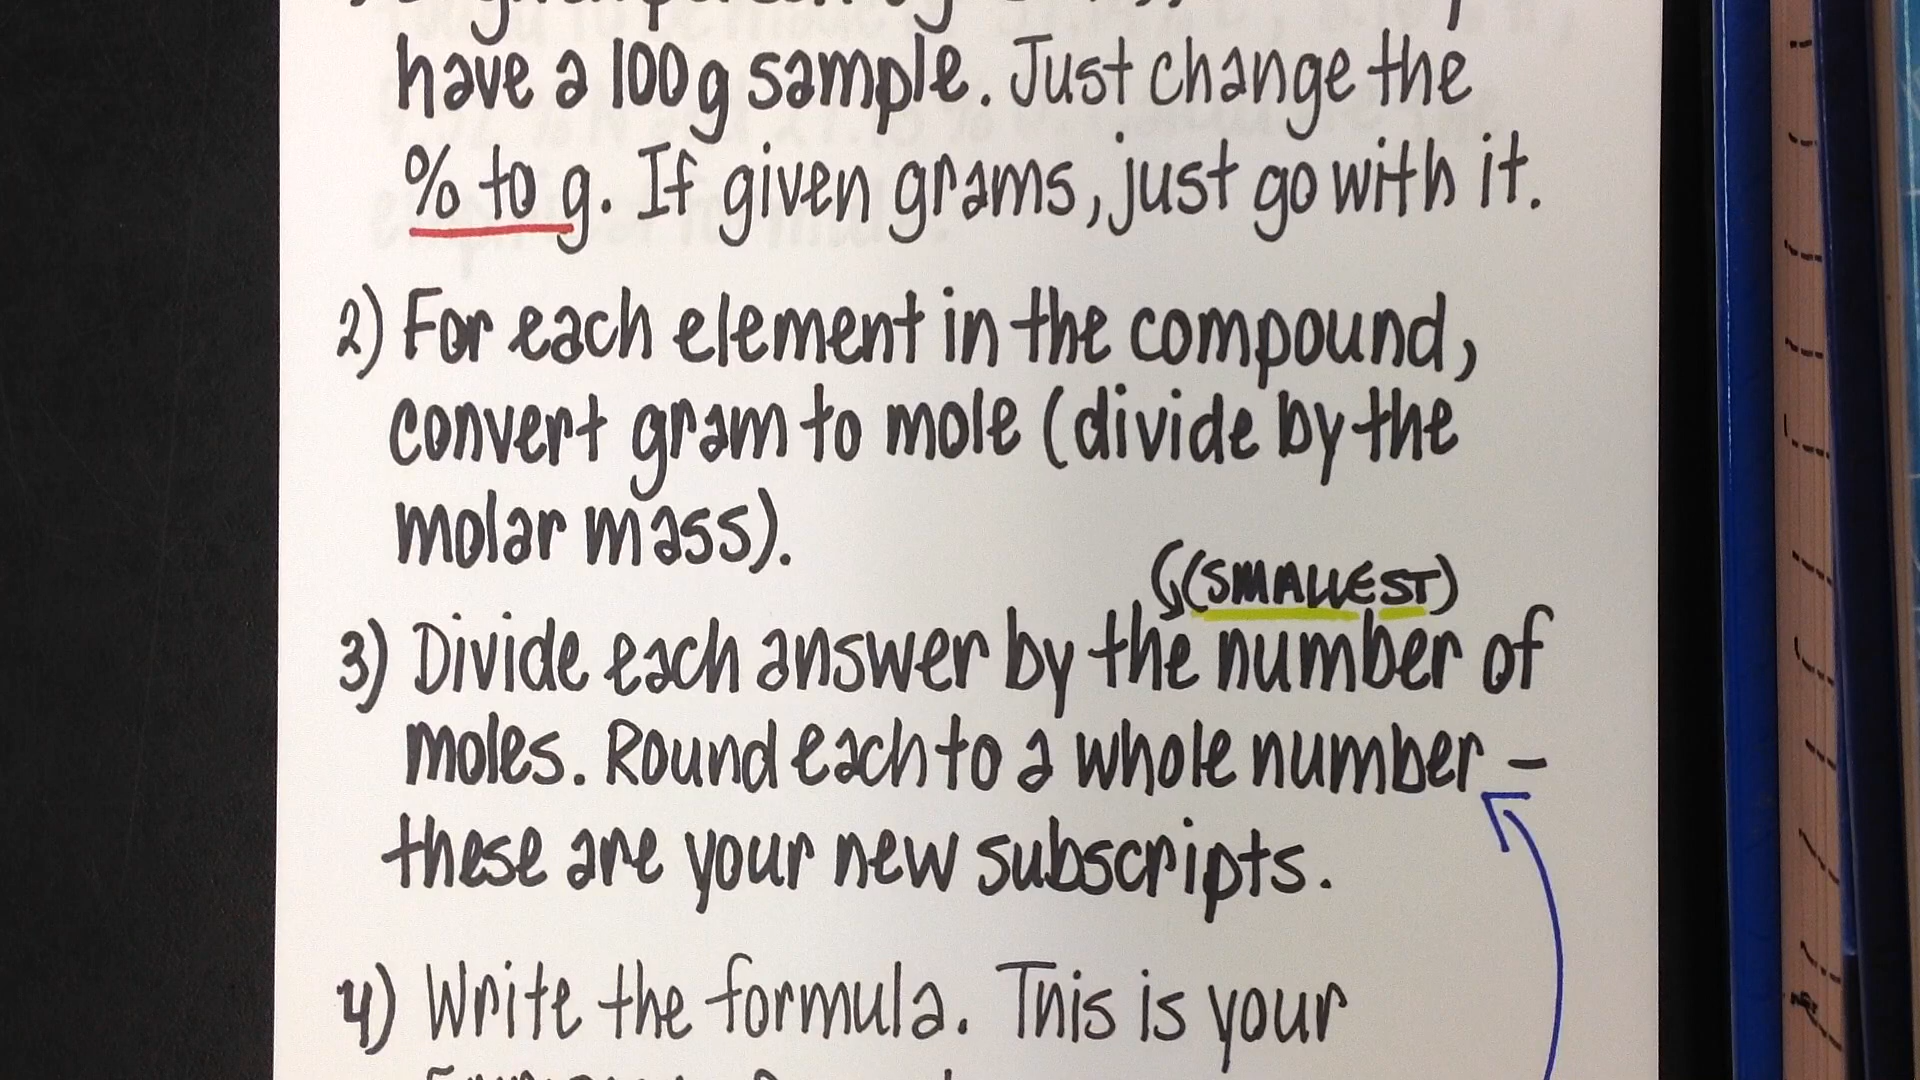 have a 100g sample. Just change the
% to g. If given grams, just go with it.
2) For each element in the compound,
convert gram to mole (divide by the
molar mass).
(SMALLEST)
3) Divide each answer by the number of
moles. Round each to a whole number –
these are your new subscripts.
4) Write the formula. This is your